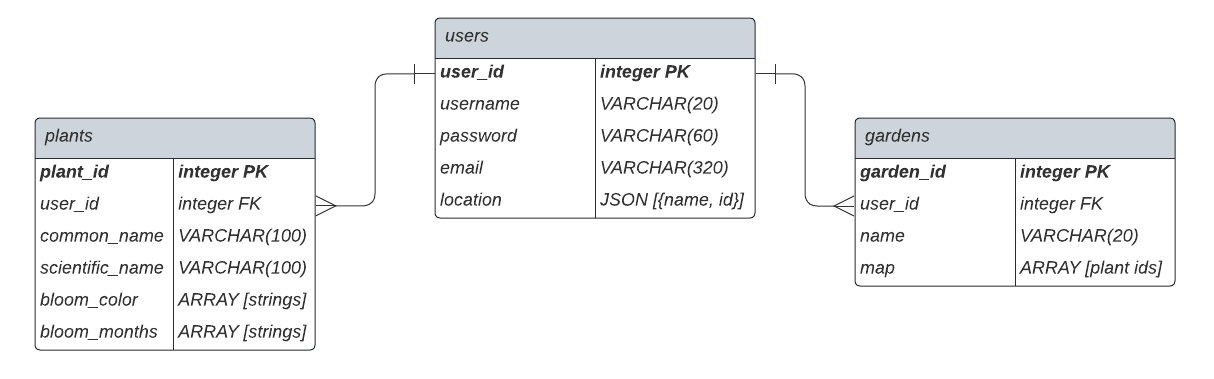 users
user_id integer PK
username VARCHAR(20)
password VARCHAR(60)
email VARCHAR(320)
location JSON [{name, id}]
plants
plant_id integer PK
user_id integer FK
common_name VARCHAR(100)
scientific_name VARCHAR(100)
bloom_color ARRAY [strings]
bloom_months ARRAY [strings]
gardens
garden_id integer PK
user_id integer FK
name VARCHAR(20)
map ARRAY [plant ids]